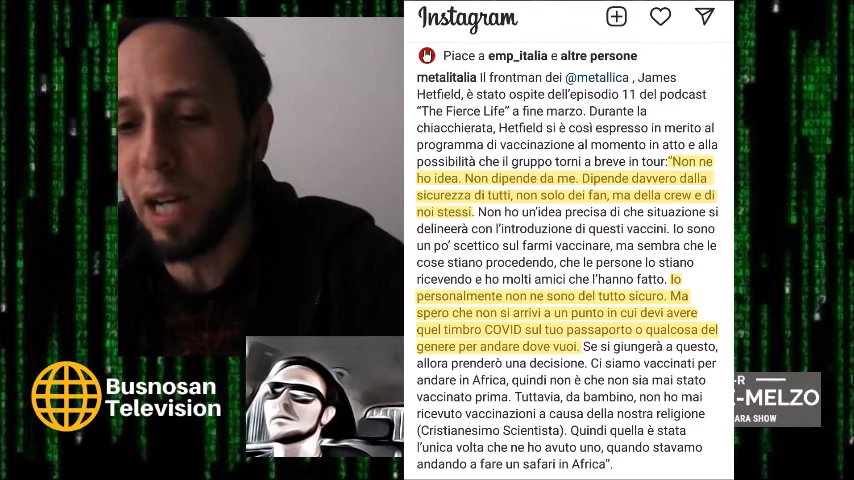 Instagram
Piace a emp_italia e altre persone
metalitalia Il frontman dei @metallica , James
Hetfield, è stato ospite dell'episodio 11 del podcast
"The Fierce Life" a fine marzo. Durante la
chiacchierata, Hetfield si è così espresso in merito al
programma di vaccinazione al momento in atto e alla
possibilità che il gruppo torni a breve in tour:"Non ne
ho idea. Non dipende da me. Dipende davvero dalla
sicurezza di tutti, non solo dei fan, ma della crew e di
noi stessi. Non ho un'idea precisa di che situazione si
delineerà con l'introduzione di questi vaccini. Io sono
un po' scettico sul farmi vaccinare, ma sembra che le
cose stiano procedendo, che le persone lo stiano
ricevendo e ho molti amici che l'hanno fatto. Io
personalmente non ne sono del tutto sicuro. Ma
spero che non si arrivi a un punto in cui devi avere
quel timbro COVID sul tuo passaporto o qualcosa del
genere per andare dove vuoi. Se si giungerà a questo,
allora prenderò una decisione. Ci siamo vaccinati per
andare in Africa, quindi non è che non sia mai stato
vaccinato prima. Tuttavia, da bambino, non ho mai
ricevuto vaccinazioni a causa della nostra religione
(Cristianesimo Scientista). Quindi quella è stata
l'unica volta che ne ho avuto uno, quando stavamo
andando a fare un safari in Africa".
Busnosan
Television
-R
-MELZO
ARA SHOW